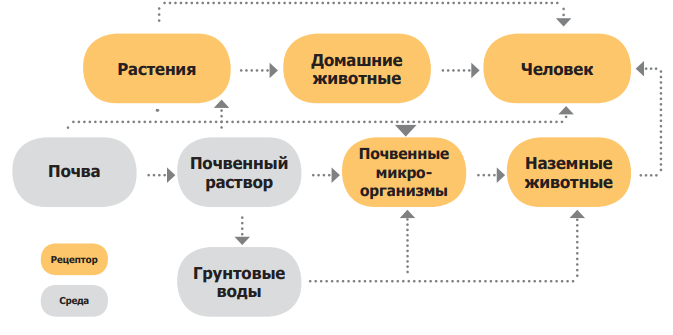 Растения
Домашние
животные
Человек
Почва
Почвенный
раствор
Почвенные
микро-
организмы
Наземные
животные
Грунтовые
воды
Рецептор
Среда